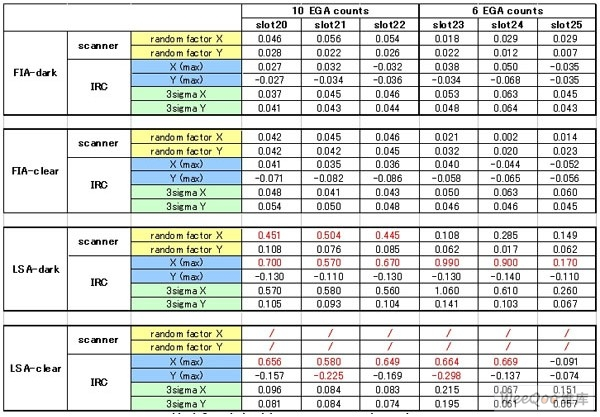 10 EGA counts 6 EGA counts
slot20 slot21 slot22 slot23 slot24 slot25
FIA-dark scanner random factor X 0.046 0.056 0.054 0.018 0.029 0.029
random factor Y 0.028 0.022 0.026 0.022 0.012 0.007
IRC X (max) 0.027 0.032 -0.032 0.038 0.050 -0.035
Y (max) -0.027 -0.034 -0.036 -0.034 -0.068 -0.035
3sigma X 0.037 0.045 0.046 0.053 0.063 0.045
3sigma Y 0.041 0.043 0.044 0.048 0.064 0.043
FIA-clear scanner random factor X 0.042 0.045 0.046 0.021 0.002 0.014
random factor Y 0.042 0.042 0.045 0.032 0.020 0.023
IRC X (max) 0.041 0.035 0.036 0.040 -0.044 -0.052
Y (max) -0.071 -0.082 -0.086 -0.058 -0.065 -0.056
3sigma X 0.048 0.041 0.043 0.050 0.063 0.060
3sigma Y 0.054 0.050 0.048 0.046 0.046 0.045
LSA-dark scanner random factor X 0.451 0.504 0.445 0.108 0.285 0.149
random factor Y 0.108 0.076 0.085 0.062 0.017 0.062
IRC X (max) 0.700 0.570 0.670 0.990 0.900 0.170
Y (max) -0.130 -0.110 -0.130 -0.130 -0.140 -0.110
3sigma X 0.570 0.580 0.560 1.060 0.610 0.260
3sigma Y 0.105 0.093 0.104 0.141 0.103 0.067
LSA-clear scanner random factor X / / / / / /
random factor Y / / / / / /
IRC X (max) 0.656 0.580 0.649 0.664 0.669 -0.091
Y (max) -0.157 -0.225 -0.169 -0.298 -0.137 -0.074
3sigma X 0.096 0.084 0.083 0.215 0.067 0.151
3sigma Y 0.081 0.084 0.074 0.195 0.061 0.057